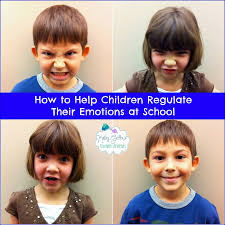 How to Help Children Regulate
Their Emotions at School